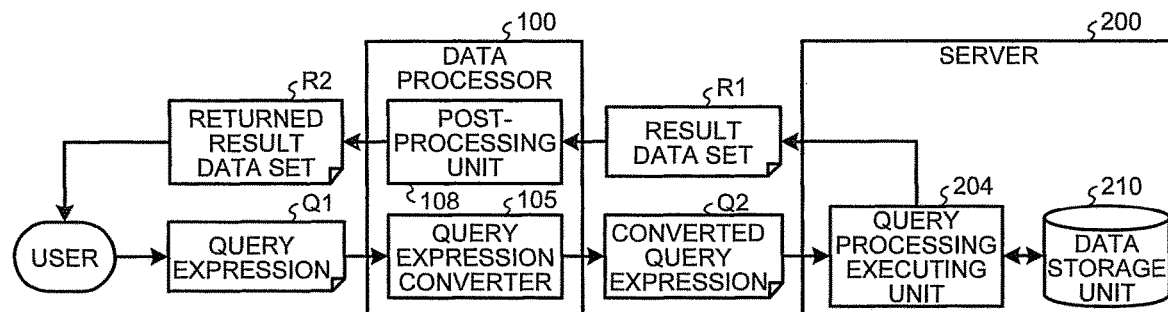 100
200
DATA
PROCESSOR
SERVER
R2
RETURNED
RESULT
DATA SET
POST-
PROCESSING
UNIT
R1
RESULT
DATA SET
108
105
Q1
Q2
204
210
USER
QUERY
EXPRESSION
QUERY
EXPRESSION
CONVERTER
CONVERTED
QUERY
EXPRESSION
QUERY
PROCESSING
EXECUTING
UNIT
DATA
STORAGE
UNIT